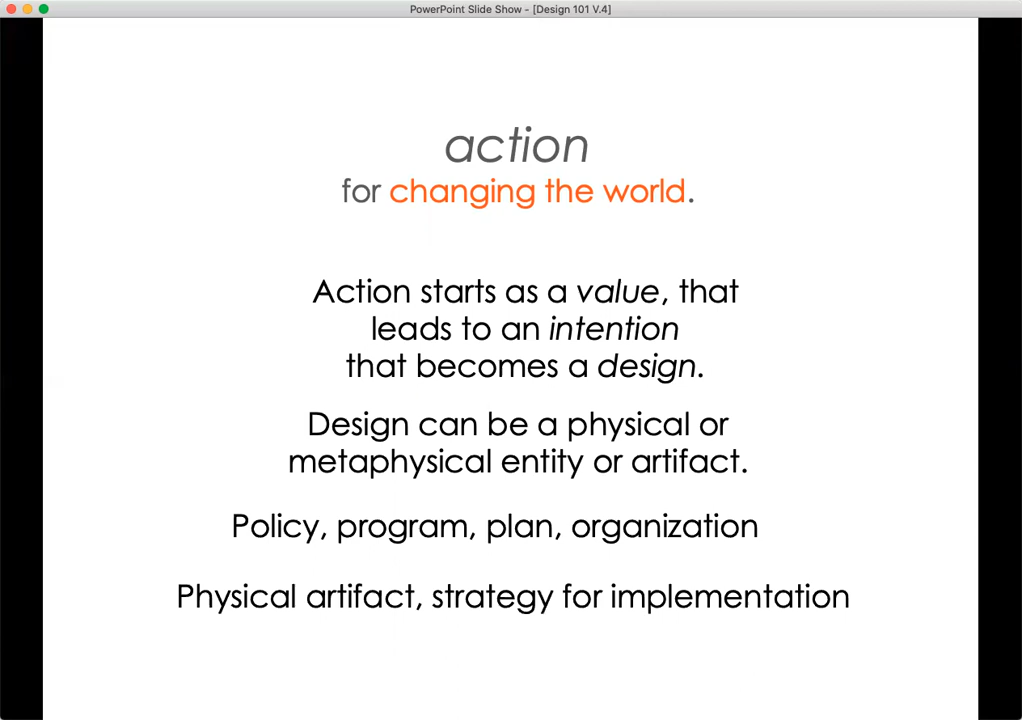 PowerPoint Slide Show - [Design 101 V.4]
action
for changing the world.
Action starts as a value, that
leads to an intention
that becomes a design.
Design can be a physical or
metaphysical entity or artifact.
Policy, program, plan, organization
Physical artifact, strategy for implementation